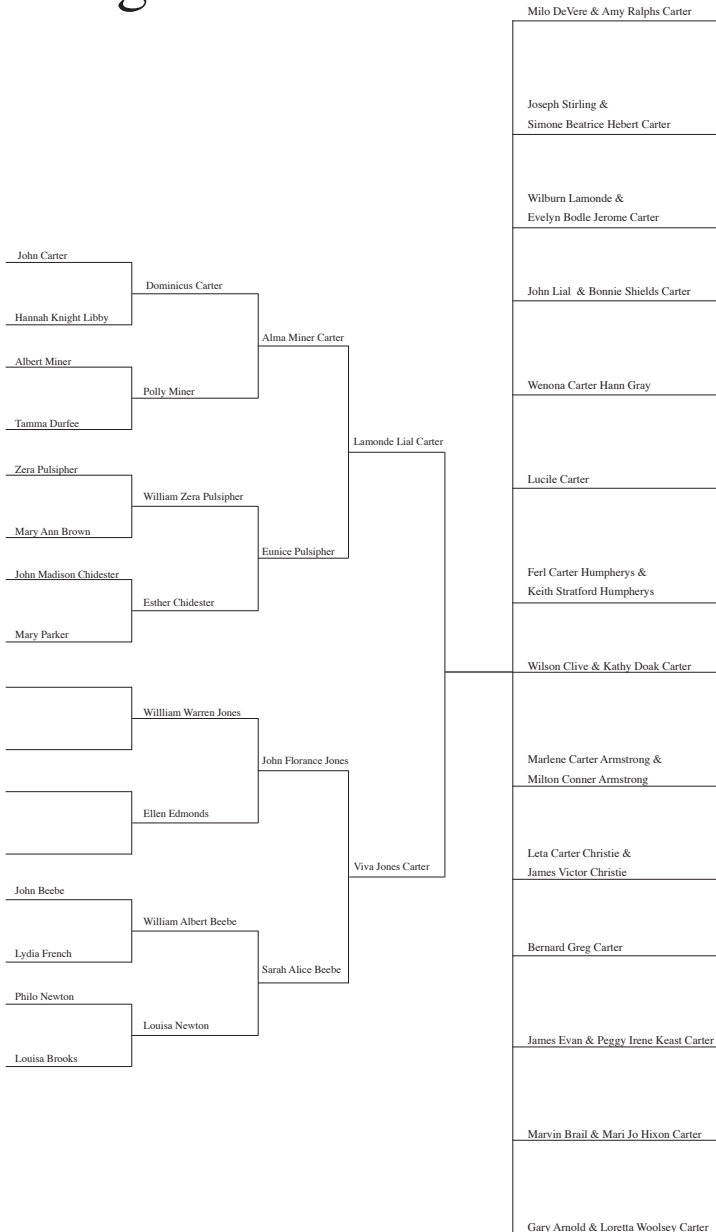 John Carter
Hannah Knight Libby
Albert Miner
Tamma Durfee
Zera Pulsipher
Mary Ann Brown
John Madison Chidester
Mary Parker
John Beebe
Lydia French
Philo Newton
Louisa Brooks
Dominicus Carter
Polly Miner
William Zera Pulsipher
Esther Chidester
Willliam Warren Jones
Ellen Edmonds
William Albert Beebe
Louisa Newton
Alma Miner Carter
Eunice Pulsipher
John Florance Jones
Sarah Alice Beebe
Lamonde Lial Carter
Viva Jones Carter
Milo DeVere & Amy Ralphs Carter
Joseph Stirling &
Simone Beatrice Hebert Carter
Wilburn Lamonde &
Evelyn Bodle Jerome Carter
John Lial & Bonnie Shields Carter
Wenona Carter Hann Gray
Lucile Carter
Ferl Carter Humpherys &
Keith Stratford Humpherys
Wilson Clive & Kathy Doak Carter
Marlene Carter Armstrong &
Milton Conner Armstrong
Leta Carter Christie &
James Victor Christie
Bernard Greg Carter
James Evan & Peggy Irene Keast Carter
Marvin Brail & Mari Jo Hixon Carter
Gary Arnold & Loretta Woolsey Carter